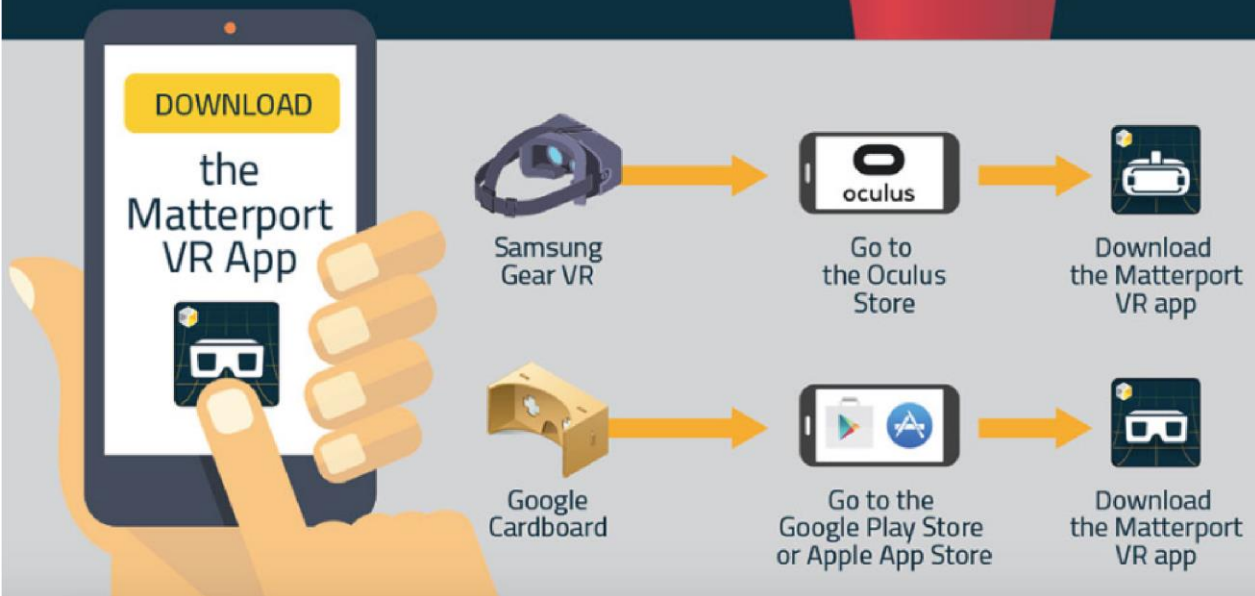 DOWNLOAD
the
Matterport
VR App
Samsung
Gear VR
oculus
Go to
the Oculus
Store
Download
the Matterport
VR app
Google
Cardboard
Go to the
Google Play Store
or Apple App Store
Download
the Matterport
VR app